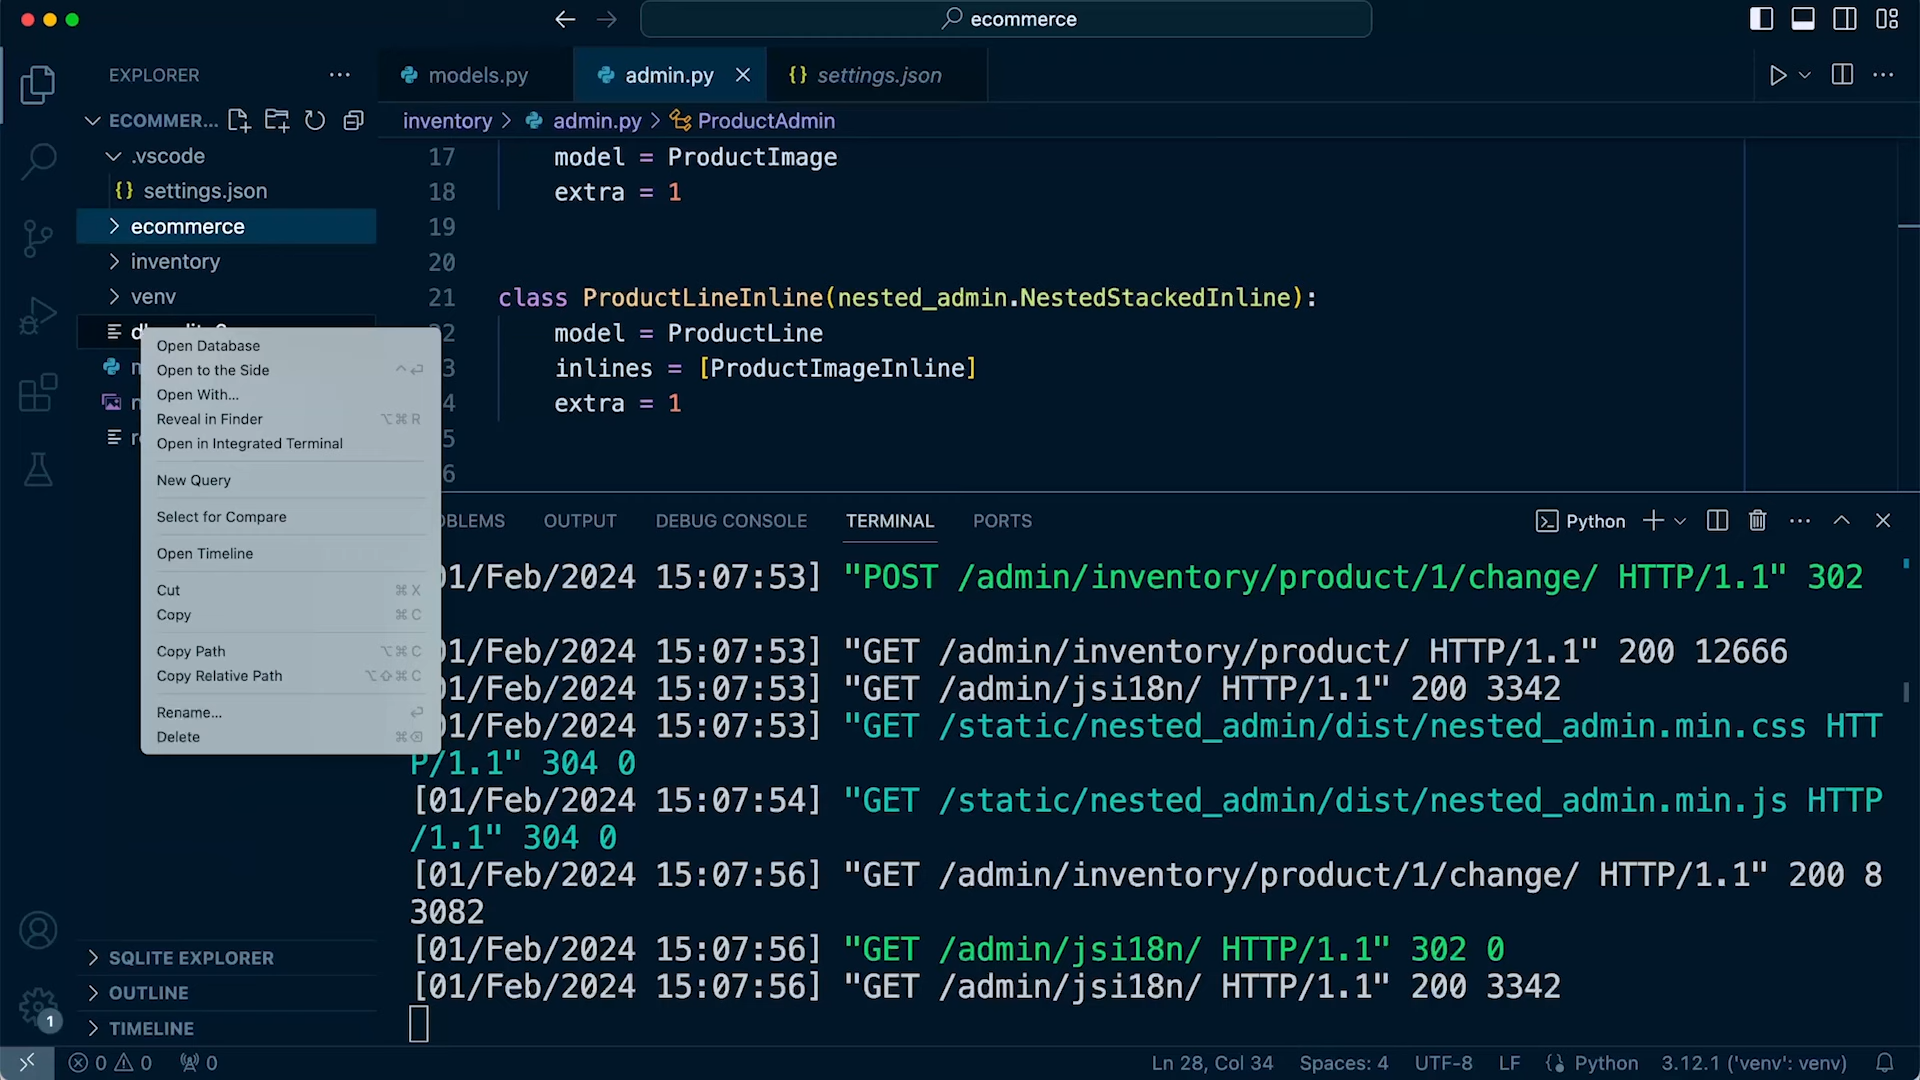 ecommerce
EXPLORER
models.py
admin.py
{} settings.json
ECOMMER...
inventory > admin.py > ProductAdmin
.vscode
{} settings.json
ecommerce
inventory
venv
17 model = ProductImage
18 extra = 1
19
20
21 class ProductLineInline(nested_admin.NestedStackedInline):
22 model = ProductLine
3 inlines = [ProductImageInline]
4 extra = 1
5
6
Open Database
Open to the Side ^⏎
Open With...
Reveal in Finder ⌥⌘R
Open in Integrated Terminal
New Query
Select for Compare
Open Timeline
Cut ⌘X
Copy ⌘C
Copy Path ⌥⌘C
Copy Relative Path ⌥⇧⌘C
Rename... ⏎
Delete ⌘⌫
OBLEMS OUTPUT DEBUG CONSOLE TERMINAL PORTS
Python
01/Feb/2024 15:07:53] "POST /admin/inventory/product/1/change/ HTTP/1.1" 302
01/Feb/2024 15:07:53] "GET /admin/inventory/product/ HTTP/1.1" 200 12666
01/Feb/2024 15:07:53] "GET /admin/jsi18n/ HTTP/1.1" 200 3342
01/Feb/2024 15:07:53] "GET /static/nested_admin/dist/nested_admin.min.css HTT
P/1.1" 304 0
[01/Feb/2024 15:07:54] "GET /static/nested_admin/dist/nested_admin.min.js HTTP
/1.1" 304 0
[01/Feb/2024 15:07:56] "GET /admin/inventory/product/1/change/ HTTP/1.1" 200 8
3082
[01/Feb/2024 15:07:56] "GET /admin/jsi18n/ HTTP/1.1" 302 0
[01/Feb/2024 15:07:56] "GET /admin/jsi18n/ HTTP/1.1" 200 3342
SQLITE EXPLORER
OUTLINE
TIMELINE
1
0 0 0
Ln 28, Col 34 Spaces: 4 UTF-8 LF Python 3.12.1 ('venv': venv)